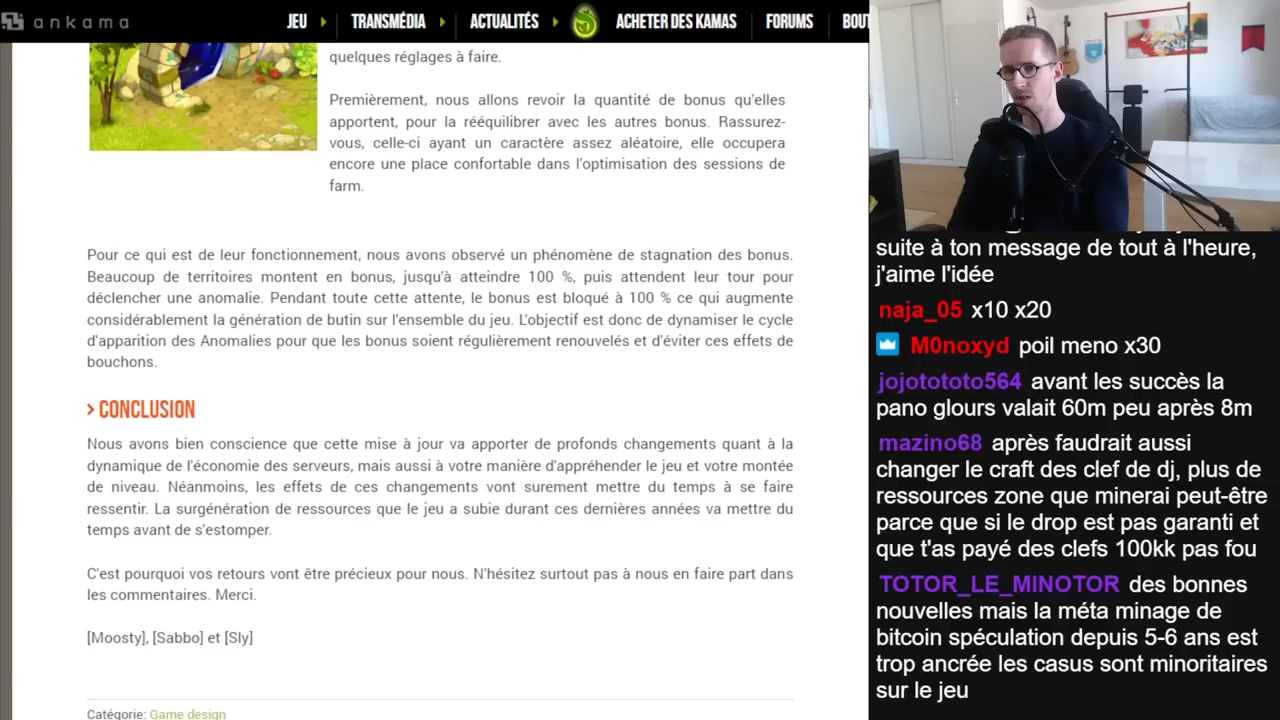 ankama JEU TRANSMÉDIA ACTUALITÉS ACHETER DES KAMAS FORUMS BOUT
quelques réglages à faire.
Premièrement, nous allons revoir la quantité de bonus qu'elles
apportent, pour la rééquilibrer avec les autres bonus. Rassurez-
vous, celle-ci ayant un caractère assez aléatoire, elle occupera
encore une place confortable dans l'optimisation des sessions de
farm.
Pour ce qui est de leur fonctionnement, nous avons observé un phénomène de stagnation des bonus.
Beaucoup de territoires montent en bonus, jusqu'à atteindre 100 %, puis attendent leur tour pour
déclencher une anomalie. Pendant toute cette attente, le bonus est bloqué à 100 % ce qui augmente
considérablement la génération de butin sur l'ensemble du jeu. L'objectif est donc de dynamiser le cycle
d'apparition des Anomalies pour que les bonus soient régulièrement renouvelés et d'éviter ces effets de
bouchons.
> CONCLUSION
Nous avons bien conscience que cette mise à jour va apporter de profonds changements quant à la
dynamique de l'économie des serveurs, mais aussi à votre manière d'appréhender le jeu et votre montée
de niveau. Néanmoins, les effets de ces changements vont surement mettre du temps à se faire
ressentir. La surgénération de ressources que le jeu a subie durant ces dernières années va mettre du
temps avant de s'estomper.
C'est pourquoi vos retours vont être précieux pour nous. N'hésitez surtout pas à nous en faire part dans
les commentaires. Merci.
[Moosty], [Sabbo] et [Sly]
Catégorie: Game design
suite à ton message de tout à l'heure,
j'aime l'idée
naja_05 x10 x20
M0noxyd poil meno x30
jojotototo564 avant les succès la
pano glours valait 60m peu après 8m
mazino68 après faudrait aussi
changer le craft des clef de dj, plus de
ressources zone que minerai peut-être
parce que si le drop est pas garanti et
que t'as payé des clefs 100kk pas fou
TOTOR_LE_MINOTOR des bonnes
nouvelles mais la méta minage de
bitcoin spéculation depuis 5-6 ans est
trop ancrée les casus sont minoritaires
sur le jeu